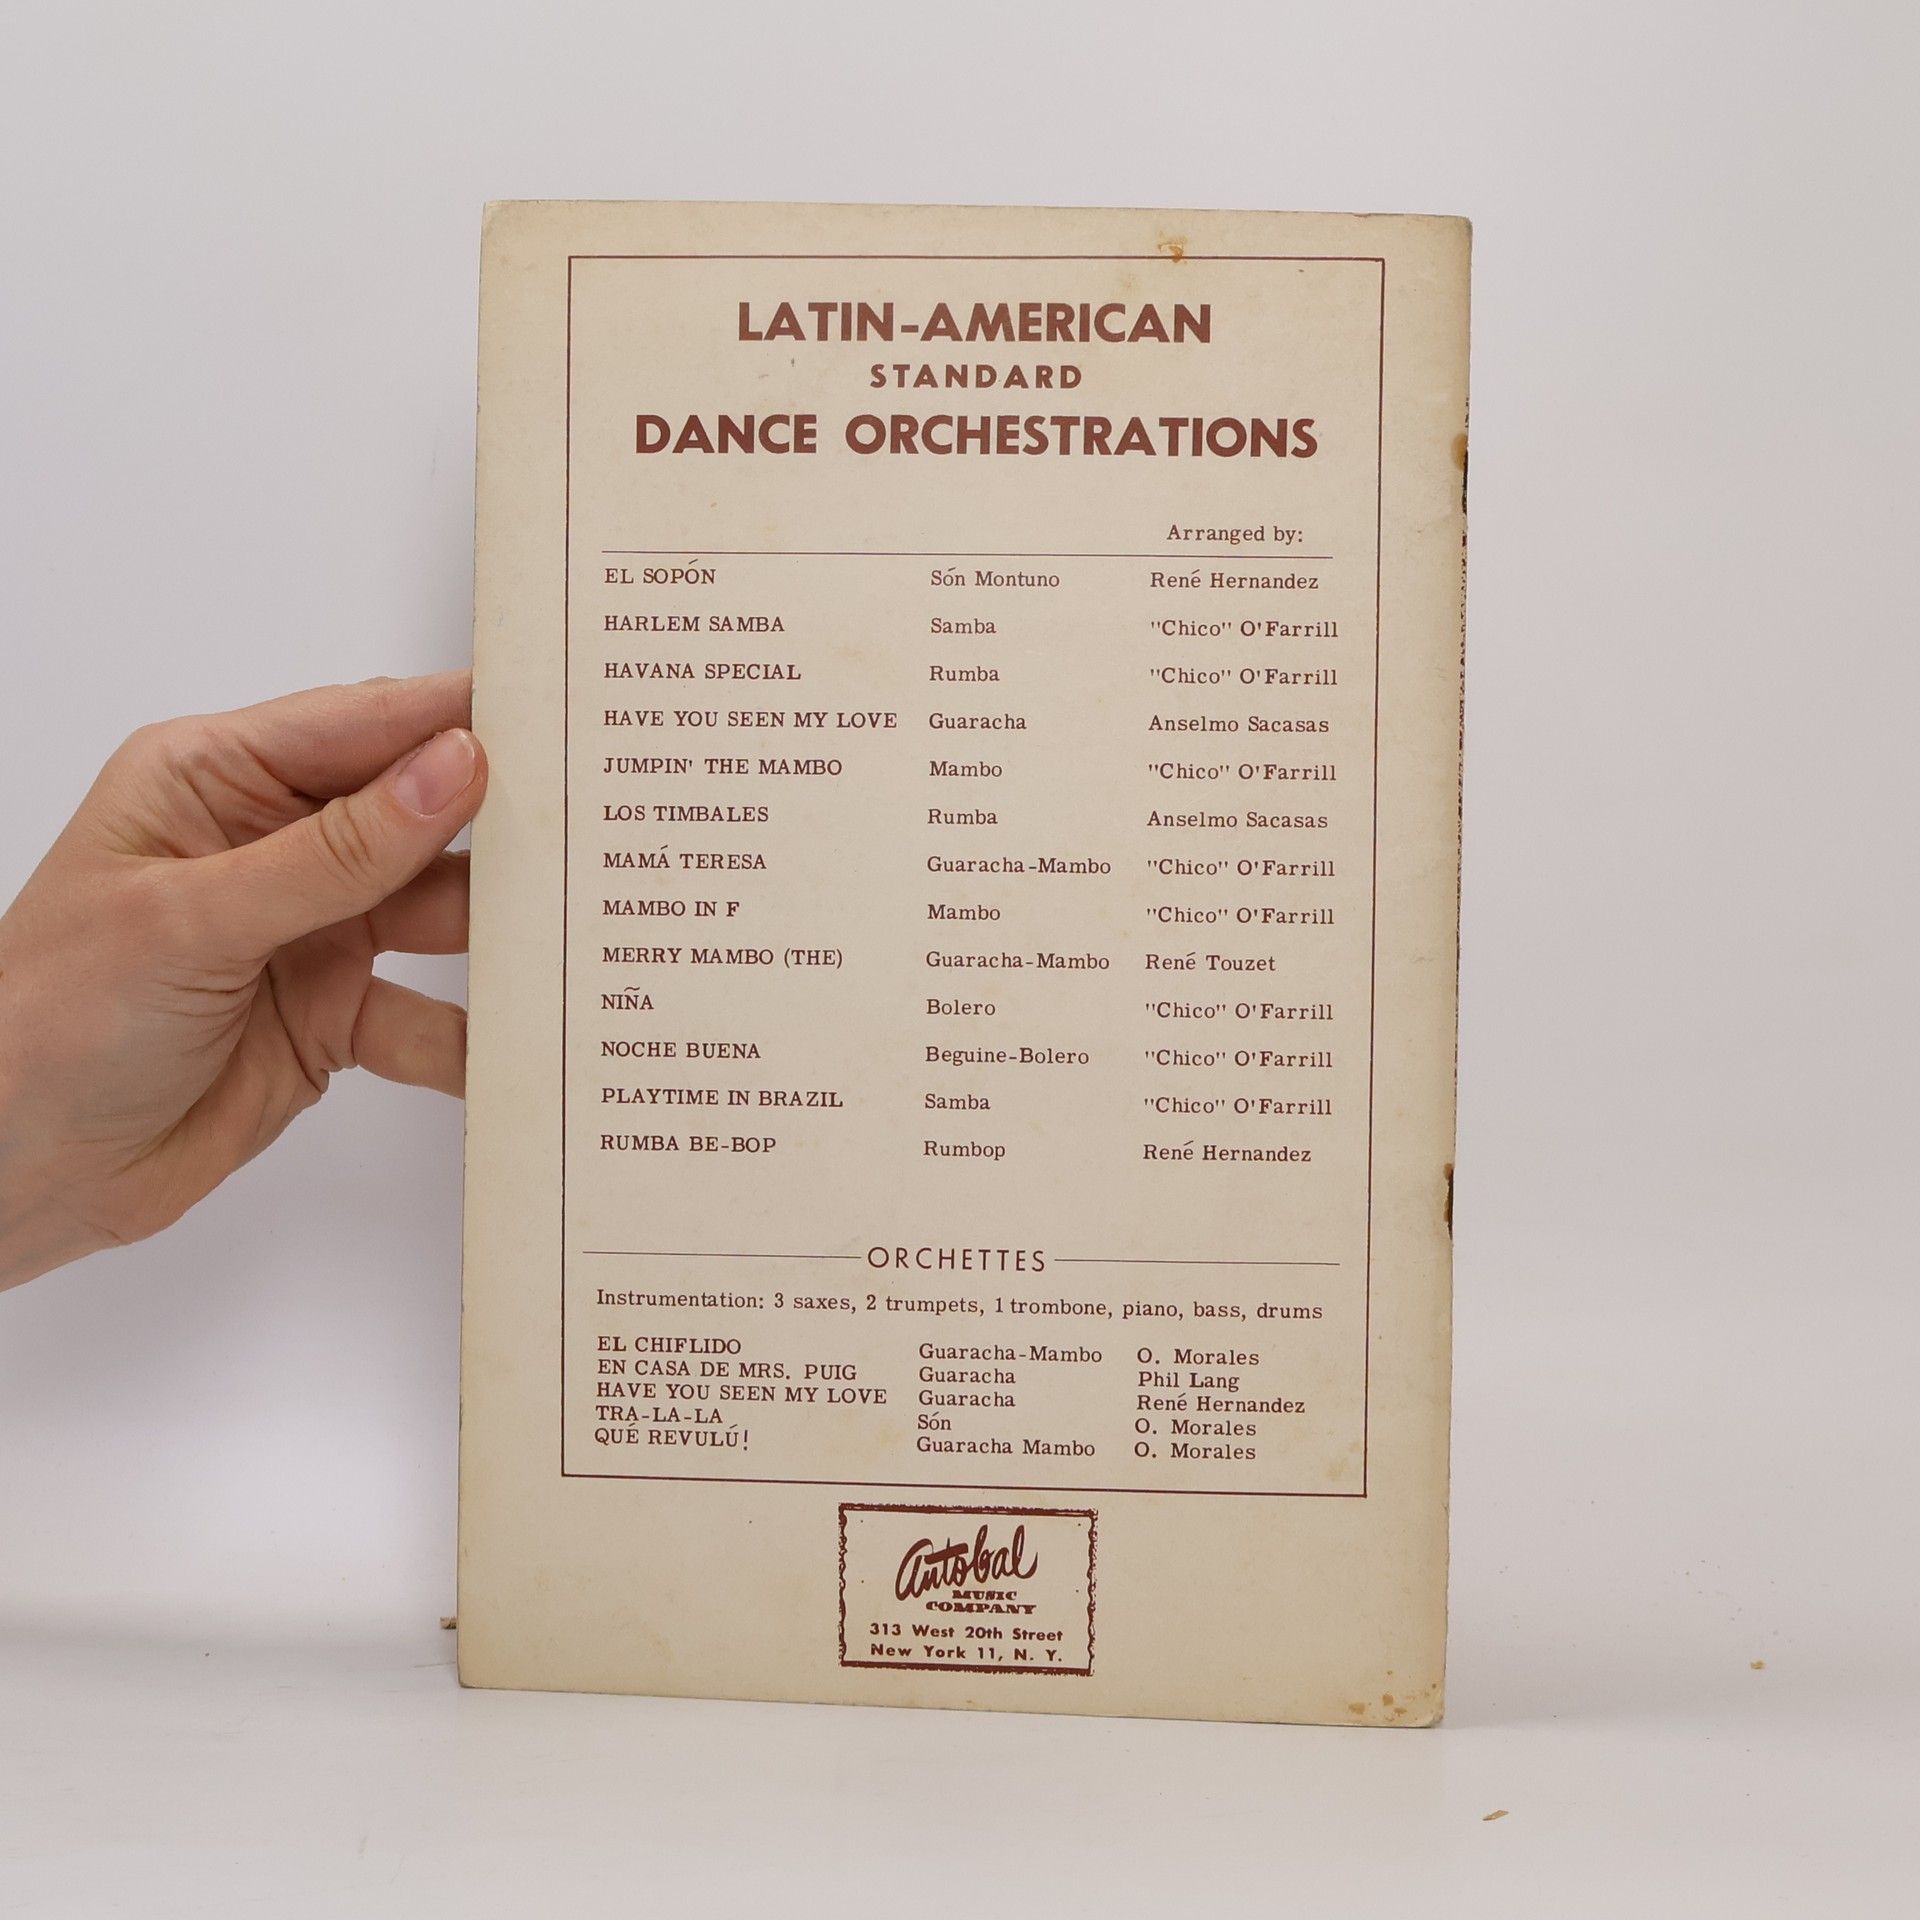 LATIN-AMERICAN
STANDARD
DANCE ORCHESTRATIONS
Arranged by:
EL SOPÓN Són Montuno René Hernandez
HARLEM SAMBA Samba "Chico" O'Farrill
HAVANA SPECIAL Rumba "Chico" O'Farrill
HAVE YOU SEEN MY LOVE Guaracha Anselmo Sacasas
JUMPIN' THE MAMBO Mambo "Chico" O'Farrill
LOS TIMBALES Rumba Anselmo Sacasas
MAMÁ TERESA Guaracha-Mambo "Chico" O'Farrill
MAMBO IN F Mambo "Chico" O'Farrill
MERRY MAMBO (THE) Guaracha-Mambo René Touzet
NIÑA Bolero "Chico" O'Farrill
NOCHE BUENA Beguine-Bolero "Chico" O'Farrill
PLAYTIME IN BRAZIL Samba "Chico" O'Farrill
RUMBA BE-BOP Rumbop René Hernandez
ORCHETTES
Instrumentation: 3 saxes, 2 trumpets, 1 trombone, piano, bass, drums
EL CHIFLIDO Guaracha-Mambo O. Morales
EN CASA DE MRS. PUIG Guaracha Phil Lang
HAVE YOU SEEN MY LOVE Guaracha René Hernandez
TRA-LA-LA Són O. Morales
QUÉ REVULÚ! Guaracha Mambo O. Morales
Autobal
MUSIC
COMPANY
313 West 20th Street
New York 11, N. Y.